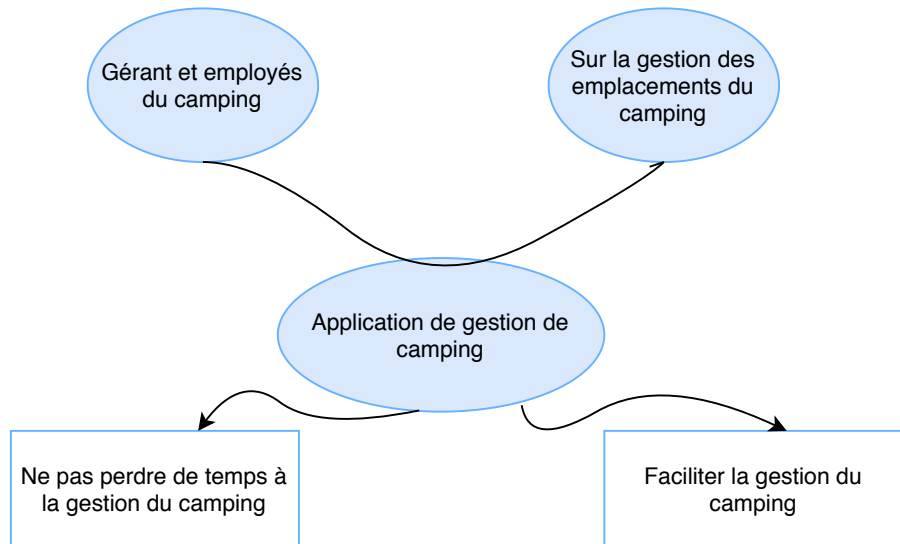 Gérant et employés
du camping
Sur la gestion des
emplacements du
camping
Application de gestion de
camping
Ne pas perdre de temps à
la gestion du camping
Faciliter la gestion du
camping